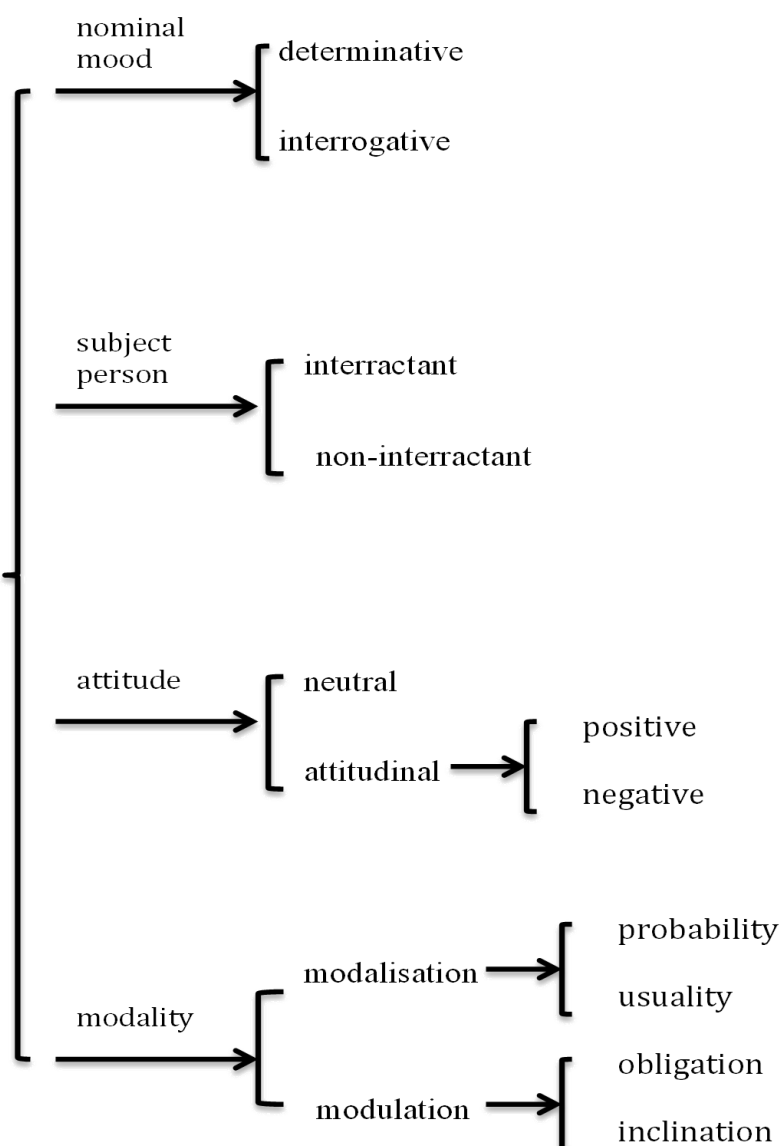 nominal
mood
determinative
interrogative
subject
person
interractant
non-interractant
attitude
neutral
attitudinal
positive
negative
modality
modalisation
probability
usuality
modulation
obligation
inclination